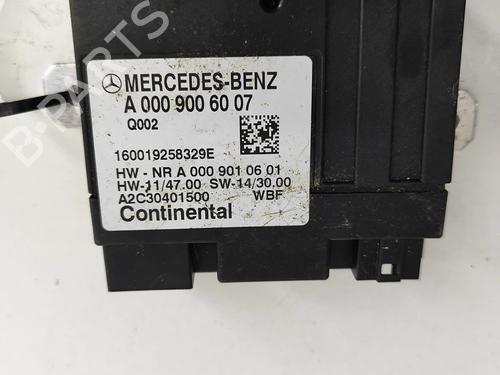 MERCEDES-BENZ
A 000 900 60 07
Q002
160019258329E
HW - NR A 000 901 06 01
HW-11/47.00 SW-14/30.00
A2C30401500 WBF
Continental
B-PARTS